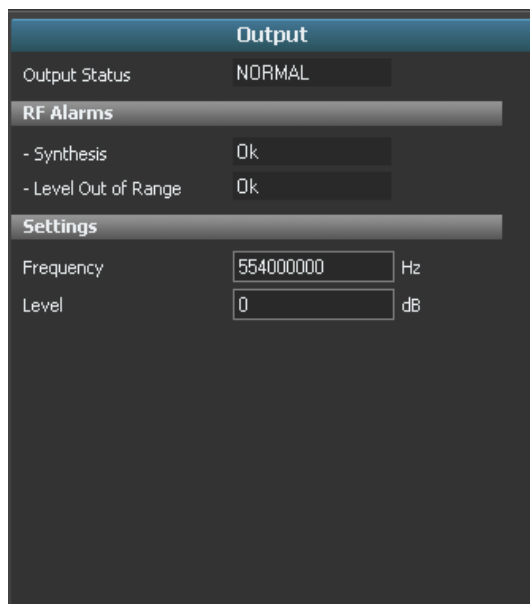 Output
Output Status NORMAL
RF Alarms
- Synthesis Ok
- Level Out of Range Ok
Settings
Frequency 554000000 Hz
Level 0 dB